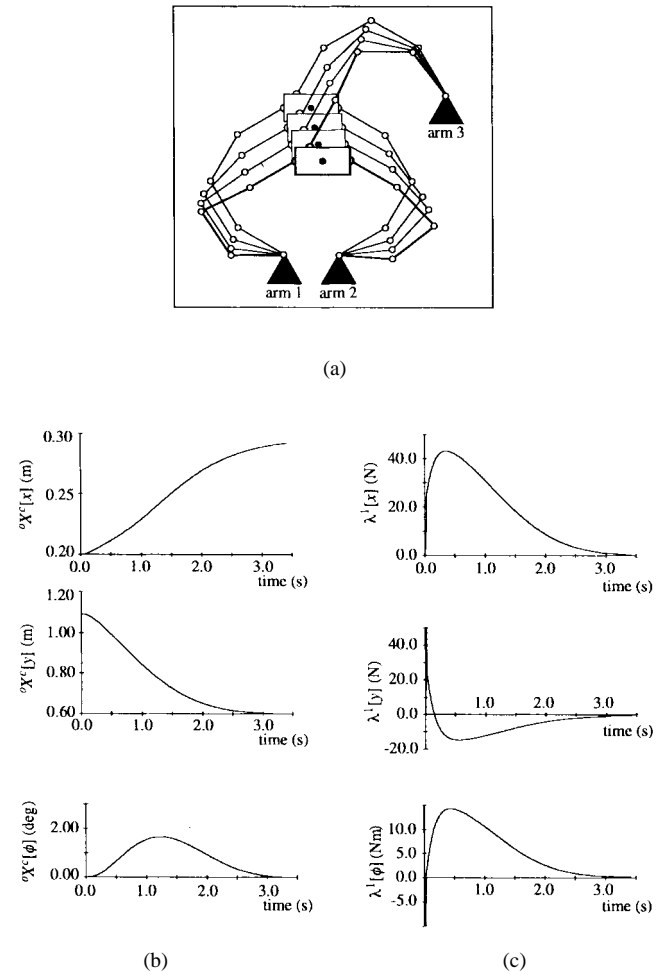 arm 3
arm 1 arm 2
(a)
0.30
0.25
0.20
ᵒXᶜ[x] (m)
0.0 1.0 2.0 3.0
time (s)
40.0
20.0
0.0
λ¹[x] (N)
0.0 1.0 2.0 3.0
time (s)
1.20
1.00
0.80
0.60
ᵒXᶜ[y] (m)
0.0 1.0 2.0 3.0
time (s)
40.0
20.0
0.0
-20.0
λ¹[y] (N)
1.0 2.0 3.0
time (s)
2.00
0.00
ᵒXᶜ[ϕ] (deg)
0.0 1.0 2.0 3.0
time (s)
10.0
5.0
-5.0
λ¹[ϕ] (Nm)
1.0 2.0 3.0
time (s)
(b)
(c)